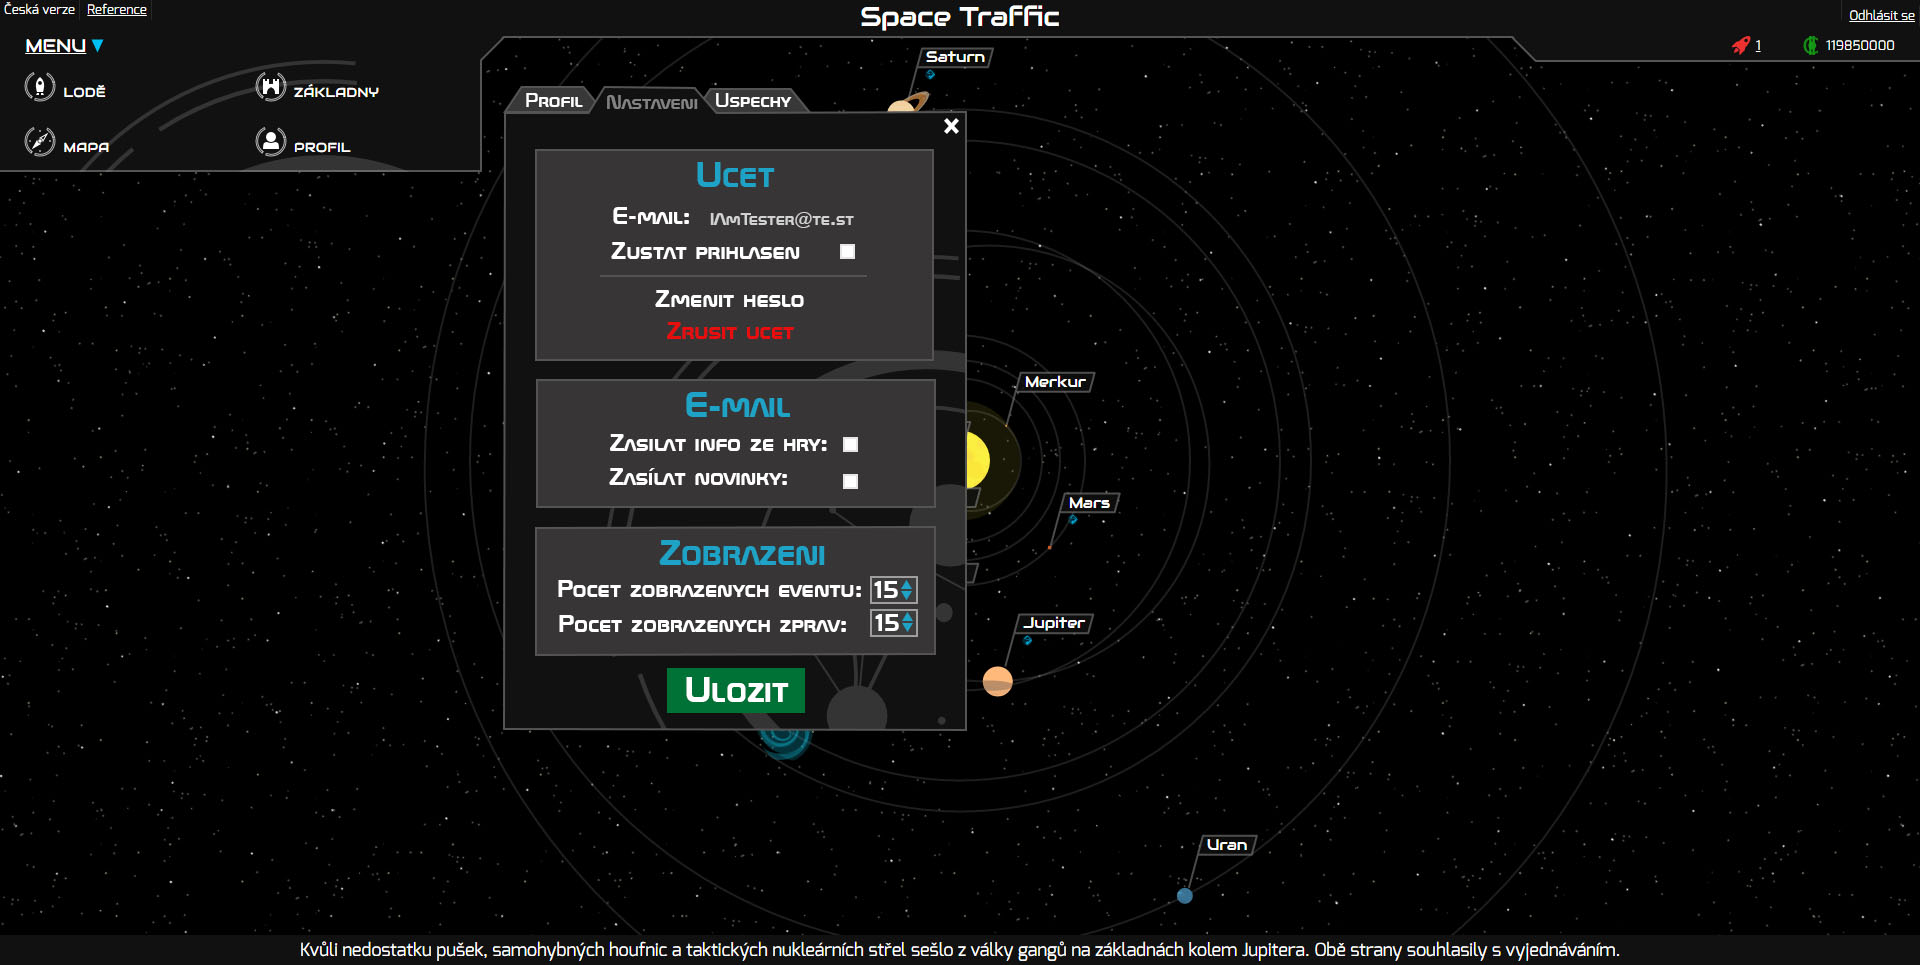 Česká verze Reference
Space Traffic
Odhlásit se
MENU
1 119850000
LODĚ ZÁKLADNY
MAPA PROFIL
Saturn
Profil Nastaveni Uspechy
Ucet
E-mail: IAmTester@te.st
Zustat prihlasen
Zmenit heslo
Zrusit ucet
Merkur
E-mail
Zasilat info ze hry:
Zasílat novinky:
Mars
Zobrazeni
Pocet zobrazenych eventu: 15
Pocet zobrazenych zprav: 15
Jupiter
Ulozit
Uran
Kvůli nedostatku pušek, samohybných houfnic a taktických nukleárních střel sešlo z války gangů na základnách kolem Jupitera. Obě strany souhlasily s vyjednáváním.